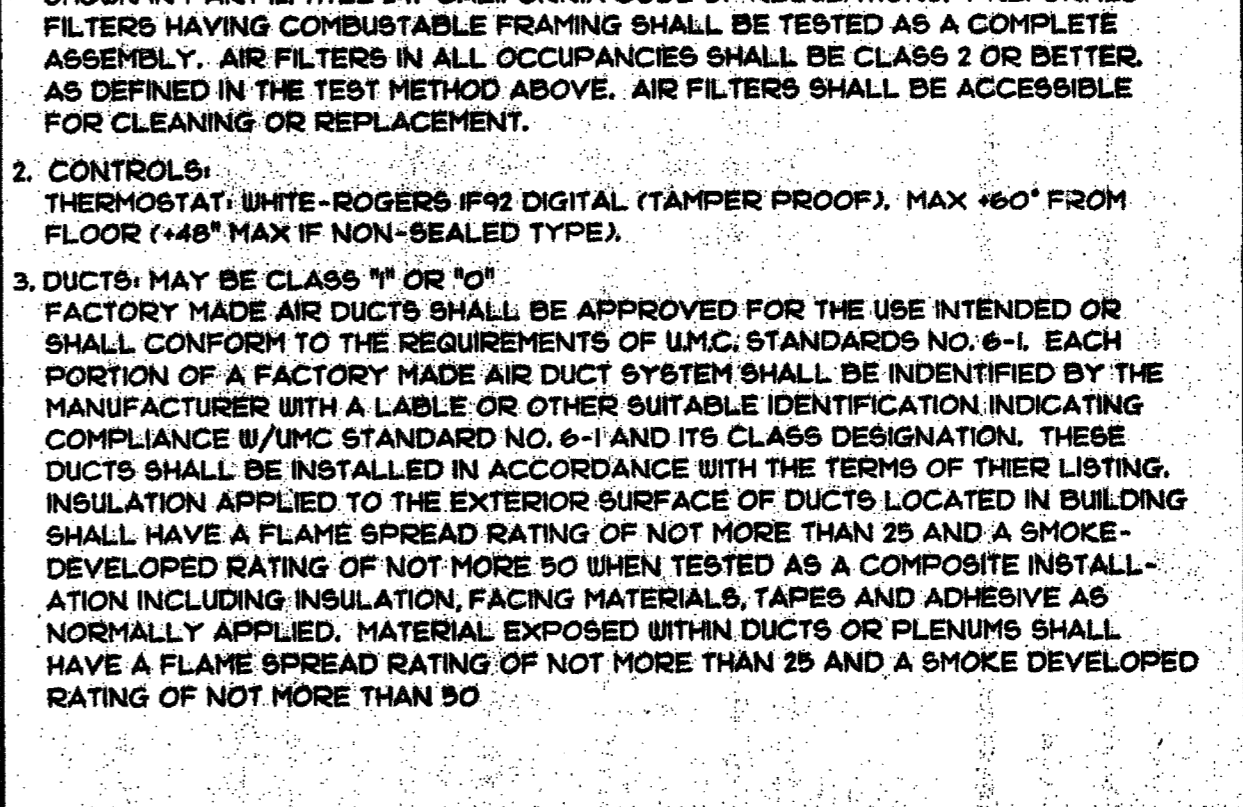 FILTERS HAVING COMBUSTABLE FRAMING SHALL BE TESTED AS A COMPLETE
ASSEMBLY. AIR FILTERS IN ALL OCCUPANCIES SHALL BE CLASS 2 OR BETTER.
AS DEFINED IN THE TEST METHOD ABOVE. AIR FILTERS SHALL BE ACCESSIBLE
FOR CLEANING OR REPLACEMENT.
2. CONTROLS:
THERMOSTAT: WHITE-ROGERS IF92 DIGITAL (TAMPER PROOF). MAX +60" FROM
FLOOR (+48" MAX IF NON-SEALED TYPE).
3. DUCTS: MAY BE CLASS "1" OR "0"
FACTORY MADE AIR DUCTS SHALL BE APPROVED FOR THE USE INTENDED OR
SHALL CONFORM TO THE REQUIREMENTS OF U.M.C. STANDARDS NO. 6-1. EACH
PORTION OF A FACTORY MADE AIR DUCT SYSTEM SHALL BE INDENTIFIED BY THE
MANUFACTURER WITH A LABLE OR OTHER SUITABLE IDENTIFICATION INDICATING
COMPLIANCE W/UMC STANDARD NO. 6-1 AND ITS CLASS DESIGNATION. THESE
DUCTS SHALL BE INSTALLED IN ACCORDANCE WITH THE TERMS OF THIER LISTING.
INSULATION APPLIED TO THE EXTERIOR SURFACE OF DUCTS LOCATED IN BUILDING
SHALL HAVE A FLAME SPREAD RATING OF NOT MORE THAN 25 AND A SMOKE-
DEVELOPED RATING OF NOT MORE 50 WHEN TESTED AS A COMPOSITE INSTALL-
ATION INCLUDING INSULATION, FACING MATERIALS, TAPES AND ADHESIVE AS
NORMALLY APPLIED. MATERIAL EXPOSED WITHIN DUCTS OR PLENUMS SHALL
HAVE A FLAME SPREAD RATING OF NOT MORE THAN 25 AND A SMOKE DEVELOPED
RATING OF NOT MORE THAN 50